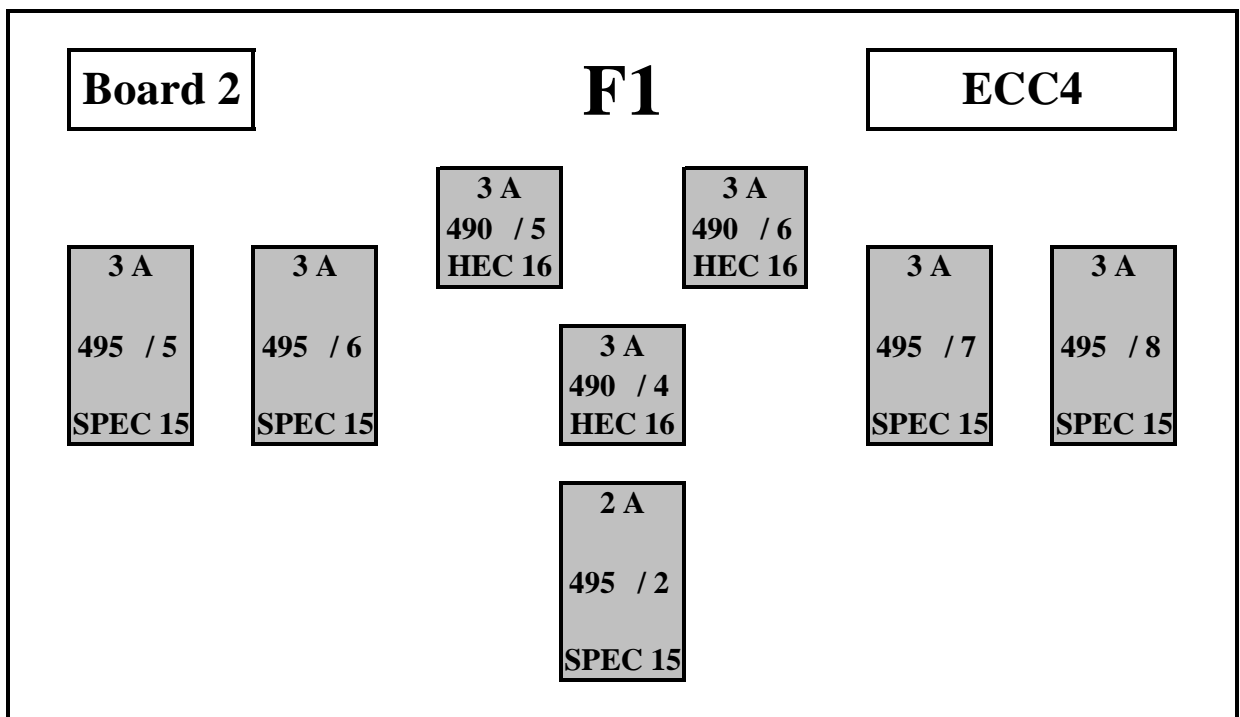 Board 2
F1
ECC4
3 A
490 / 5
HEC 16
3 A
490 / 6
HEC 16
3 A
495 / 5
SPEC 15
3 A
495 / 6
SPEC 15
3 A
490 / 4
HEC 16
3 A
495 / 7
SPEC 15
3 A
495 / 8
SPEC 15
2 A
495 / 2
SPEC 15